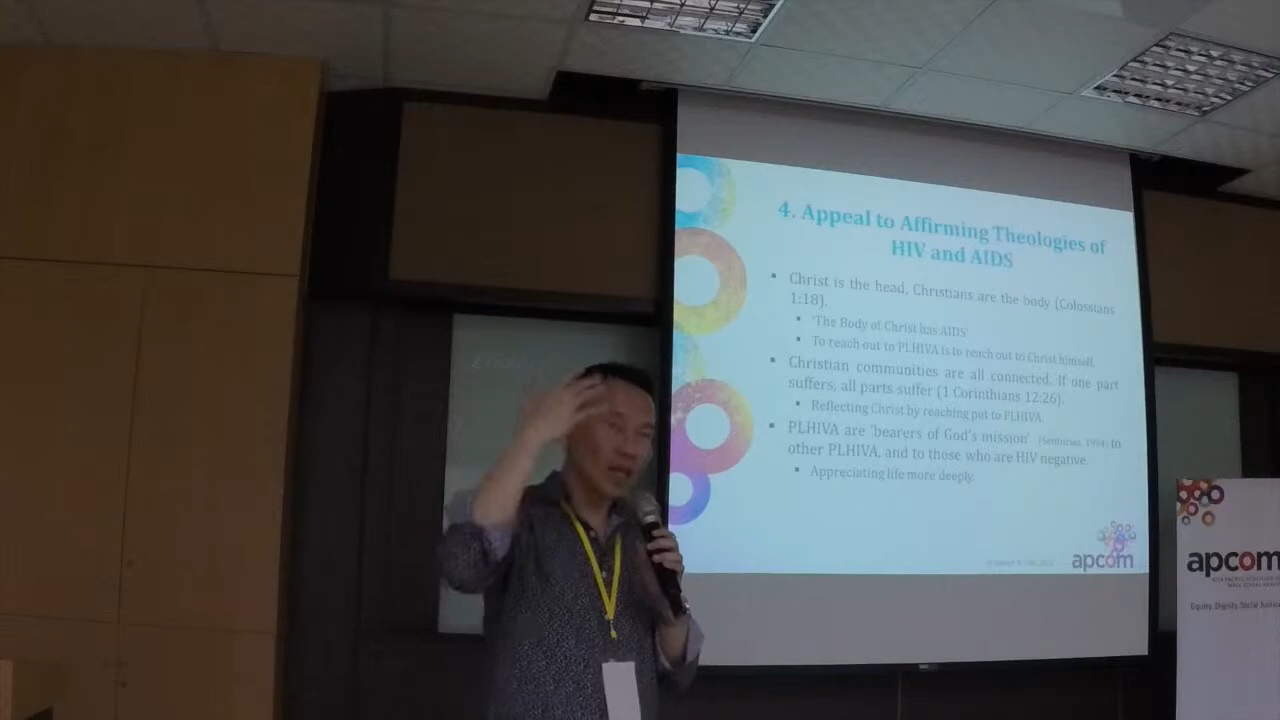 4. Appeal to Affirming Theologies of
HIV and AIDS
▪ Christ is the head, Christians are the body (Colossians
1:18).
▪ 'The Body of Christ has AIDS'
▪ To reach out to PLHIVA is to reach out to Christ himself.
▪ Christian communities are all connected. If one part
suffers, all parts suffer (1 Corinthians 12:26).
▪ Reflecting Christ by reaching put to PLHIVA.
▪ PLHIVA are 'bearers of God's mission' 1994) to
other PLHIVA, and to those who are HIV negative.
▪ Appreciating life more deeply.
apcom
apcom
Equity. Dignity. Social Justice